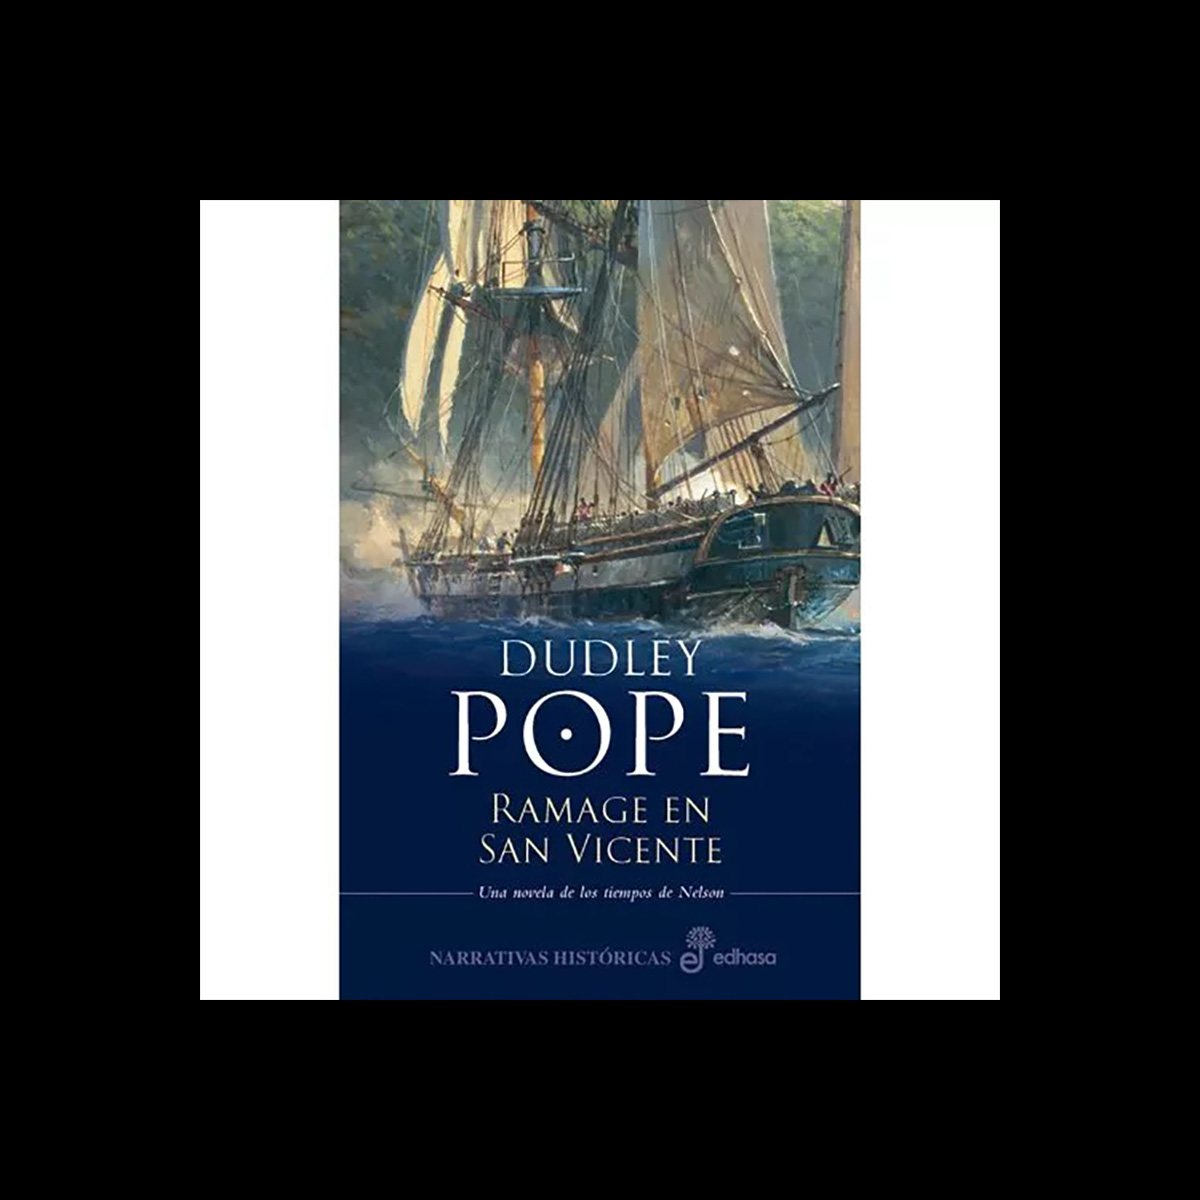 DUDLEY
POPE
RAMAGE EN
SAN VICENTE
Una novela de los tiempos de Nelson
NARRATIVAS HISTÓRICAS edhasa